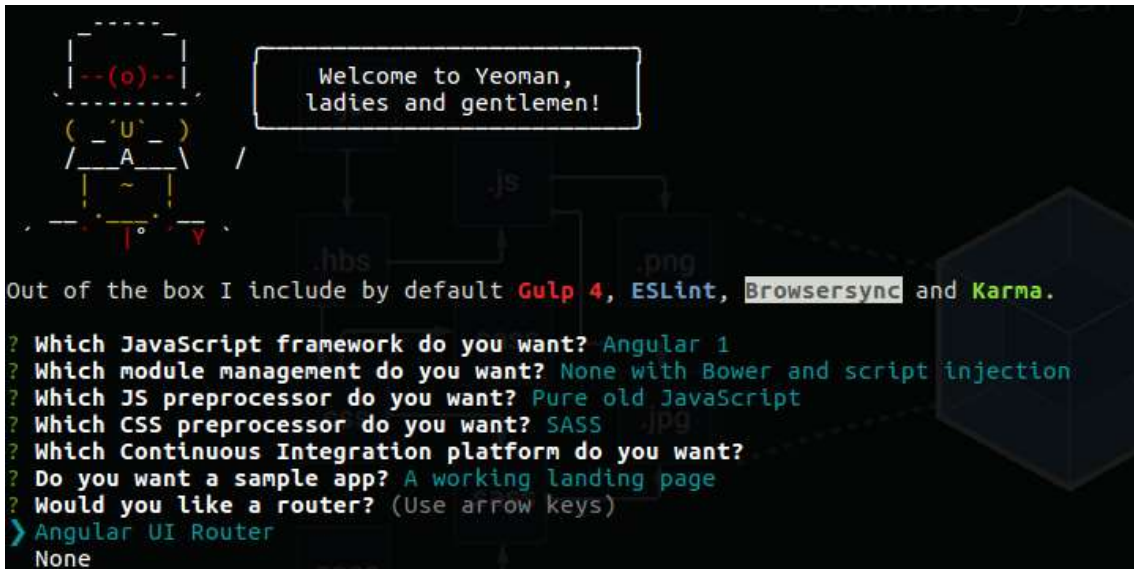 Welcome to Yeoman,
ladies and gentlemen!
Out of the box I include by default Gulp 4, ESLint, Browsersync and Karma.
? Which JavaScript framework do you want? Angular 1
? Which module management do you want? None with Bower and script injection
? Which JS preprocessor do you want? Pure old JavaScript
? Which CSS preprocessor do you want? SASS
? Which Continuous Integration platform do you want?
? Do you want a sample app? A working landing page
? Would you like a router? (Use arrow keys)
❯ Angular UI Router
None
.js
.hbs
.png
.jpg